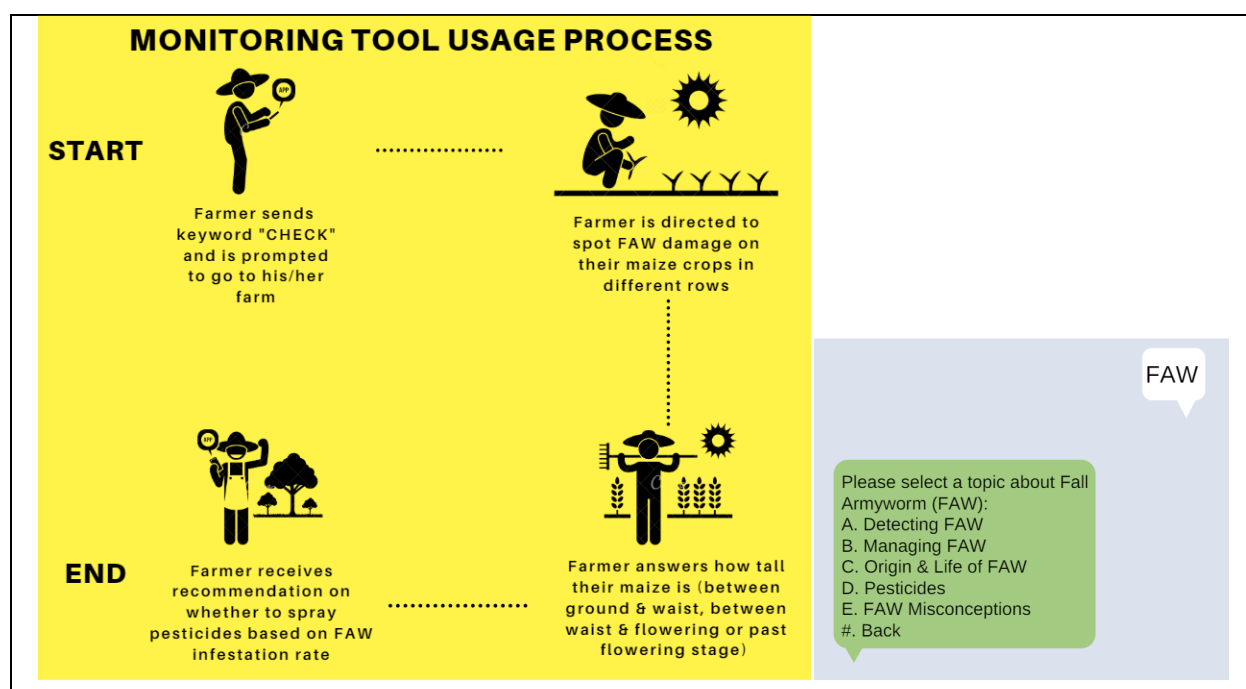 MONITORING TOOL USAGE PROCESS
START
APP
Farmer sends
keyword "CHECK"
and is prompted
to go to his/her
farm
Farmer is directed to
spot FAW damage on
their maize crops in
different rows
Farmer answers how tall
their maize is (between
ground & waist, between
waist & flowering or past
flowering stage)
END
APP
Farmer receives
recommendation on
whether to spray
pesticides based on FAW
infestation rate
FAW
Please select a topic about Fall
Armyworm (FAW):
A. Detecting FAW
B. Managing FAW
C. Origin & Life of FAW
D. Pesticides
E. FAW Misconceptions
#. Back